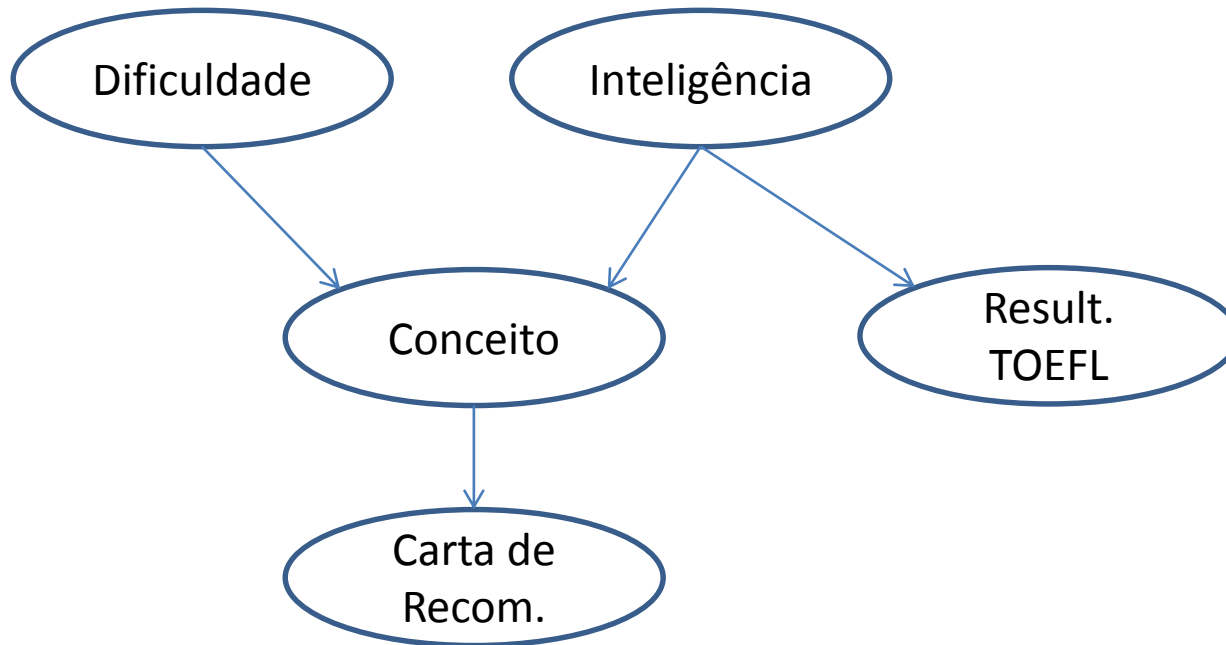 Dificuldade
Inteligência
Conceito
Result.
TOEFL
Carta de
Recom.